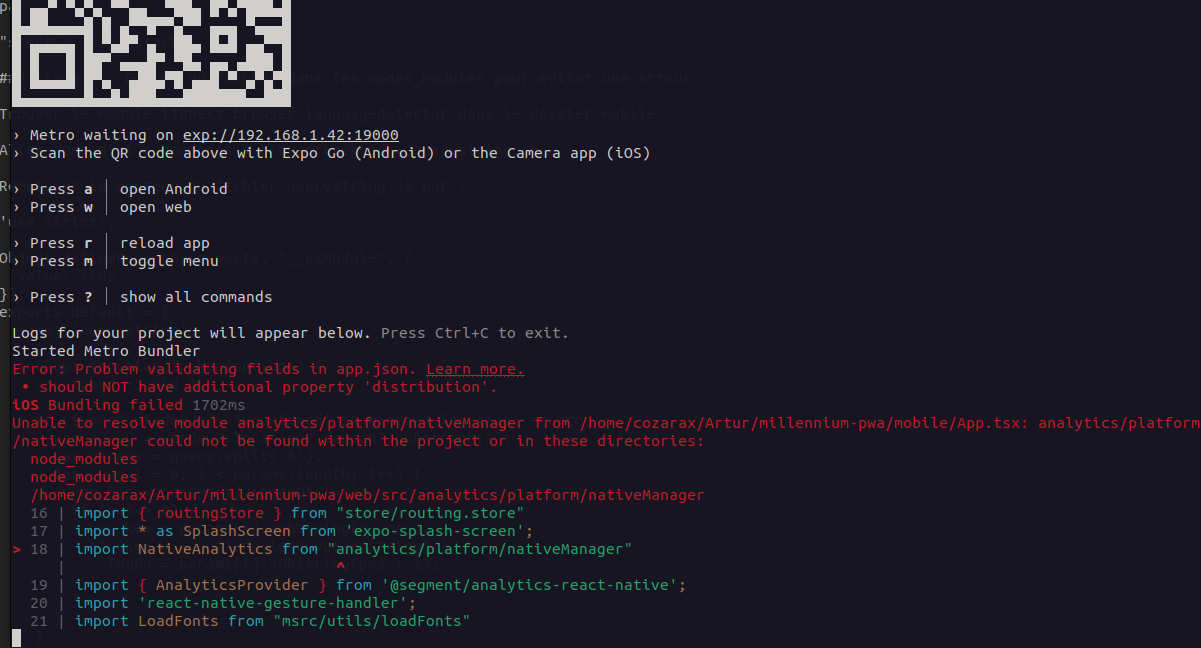 › Metro waiting on exp://192.168.1.42:19000
› Scan the QR code above with Expo Go (Android) or the Camera app (iOS)
› Press a │ open Android
› Press w │ open web
› Press r │ reload app
› Press m │ toggle menu
› Press ? │ show all commands
Logs for your project will appear below. Press Ctrl+C to exit.
Started Metro Bundler
Error: Problem validating fields in app.json. Learn more.
• should NOT have additional property 'distribution'.
iOS Bundling failed 1702ms
Unable to resolve module analytics/platform/nativeManager from /home/cozarax/Artur/millennium-pwa/mobile/App.tsx: analytics/platform
/nativeManager could not be found within the project or in these directories:
node_modules
node_modules
/home/cozarax/Artur/millennium-pwa/web/src/analytics/platform/nativeManager
16 | import { routingStore } from "store/routing.store"
17 | import * as SplashScreen from 'expo-splash-screen';
> 18 | import NativeAnalytics from "analytics/platform/nativeManager"
| ^
19 | import { AnalyticsProvider } from '@segment/analytics-react-native';
20 | import 'react-native-gesture-handler';
21 | import LoadFonts from "msrc/utils/loadFonts"